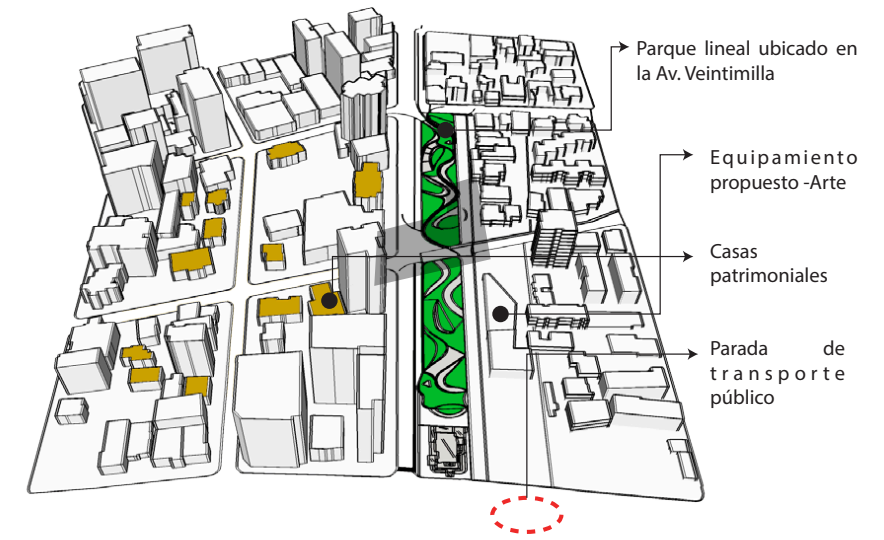 Parque lineal ubicado en
la Av. Veintimilla
Equipamiento
propuesto -Arte
Casas
patrimoniales
Parada de
transporte
público